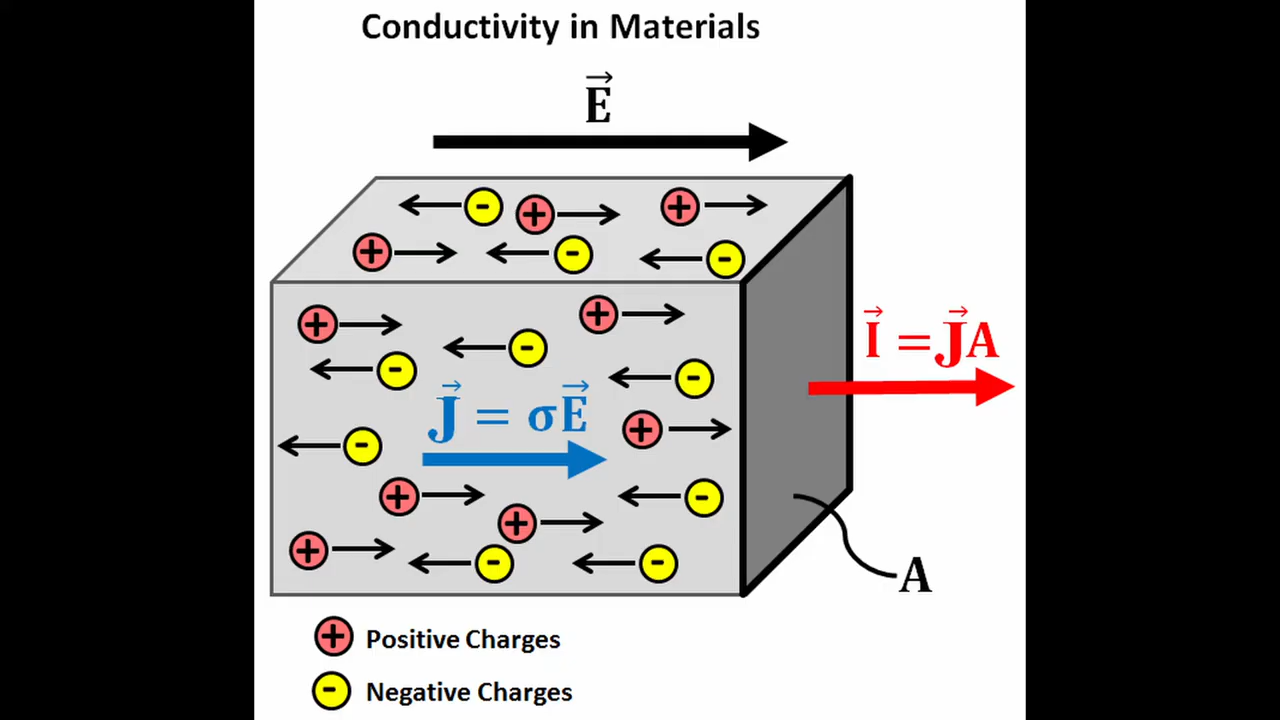 Conductivity in Materials
E⃗
I⃗ = J⃗A
J⃗ = σE⃗
A
+ Positive Charges
- Negative Charges